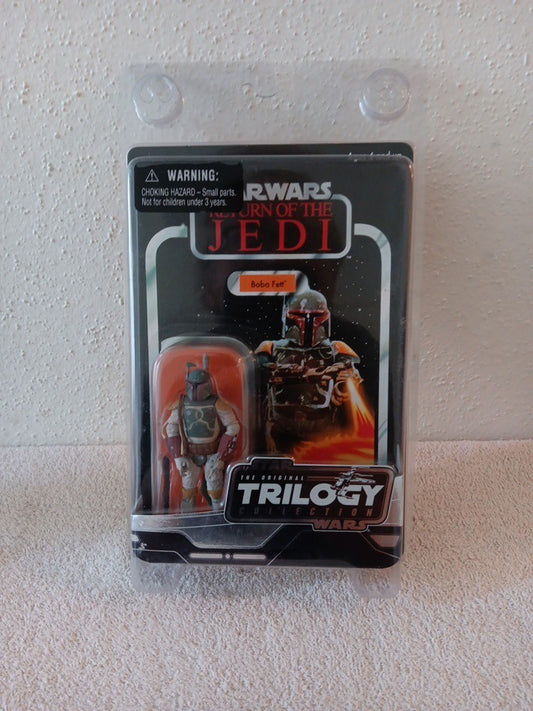 ⚠ WARNING:
CHOKING HAZARD – Small parts.
Not for children under 3 years.
STAR WARS
RETURN OF THE
JEDI
Boba Fett
THE ORIGINAL
TRILOGY
COLLECTION
WARS